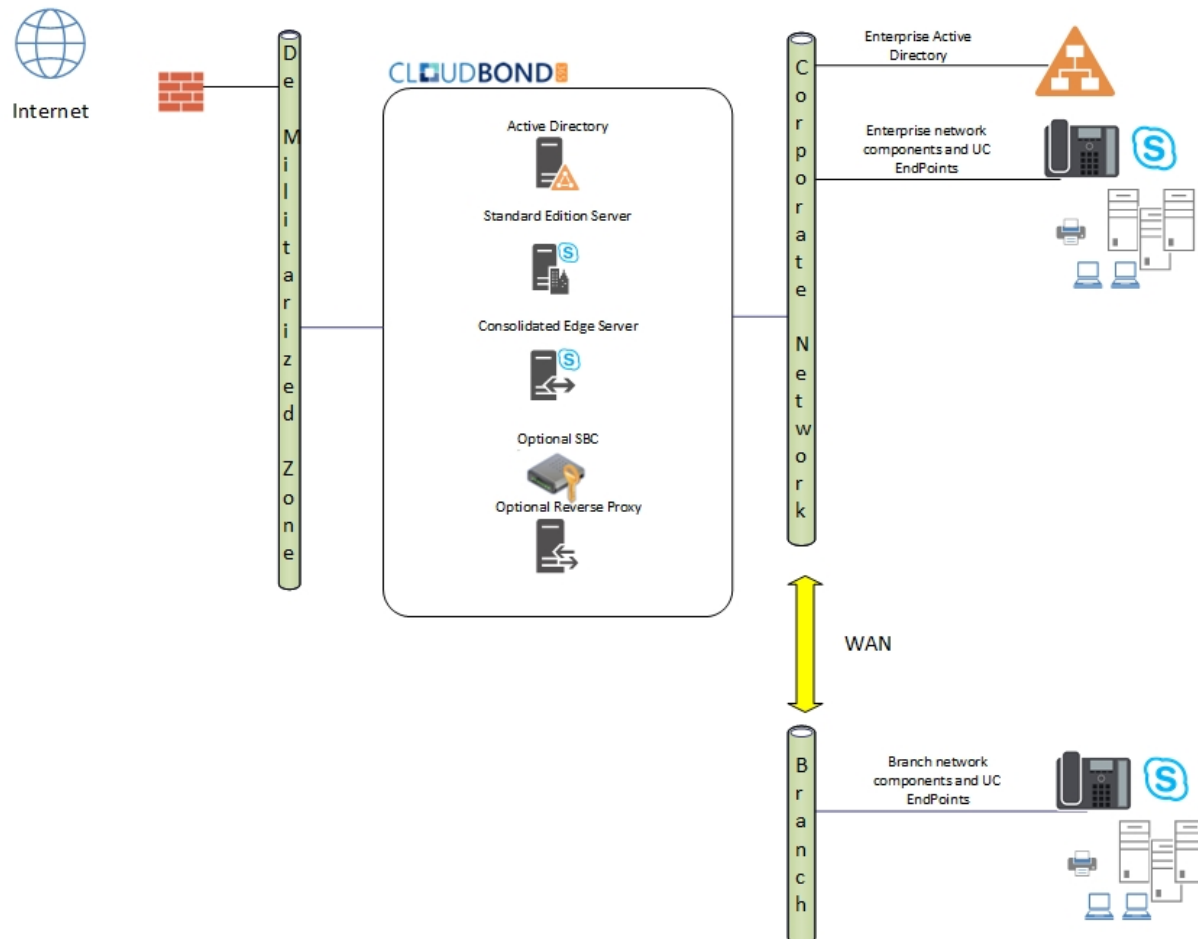 Internet
De Militarized Zone
CLOUDBOND 365
Active Directory
Standard Edition Server
Consolidated Edge Server
Optional SBC
Optional Reverse Proxy
Corporate Network
Enterprise Active
Directory
Enterprise network
components and UC
EndPoints
WAN
Branch
Branch network
components and UC
EndPoints